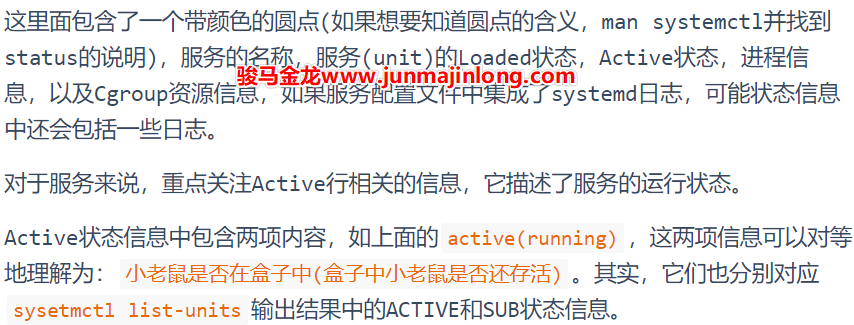 这里面包含了一个带颜色的圆点(如果想要知道圆点的含义，man systemctl并找到
status的说明)，服务的名称，服务(unit)的Loaded状态，Active状态，进程信
骏马金龙www.junmajinlong.com
息，以及Cgroup资源信息，如果服务配置文件中集成了systemd日志，可能状态信息
中还会包括一些日志。
对于服务来说，重点关注Active行相关的信息，它描述了服务的运行状态。
Active状态信息中包含两项内容，如上面的 active(running) ，这两项信息可以对等
地理解为： 小老鼠是否在盒子中(盒子中小老鼠是否还存活) 。其实，它们也分别对应
sysetmctl list-units 输出结果中的ACTIVE和SUB状态信息。